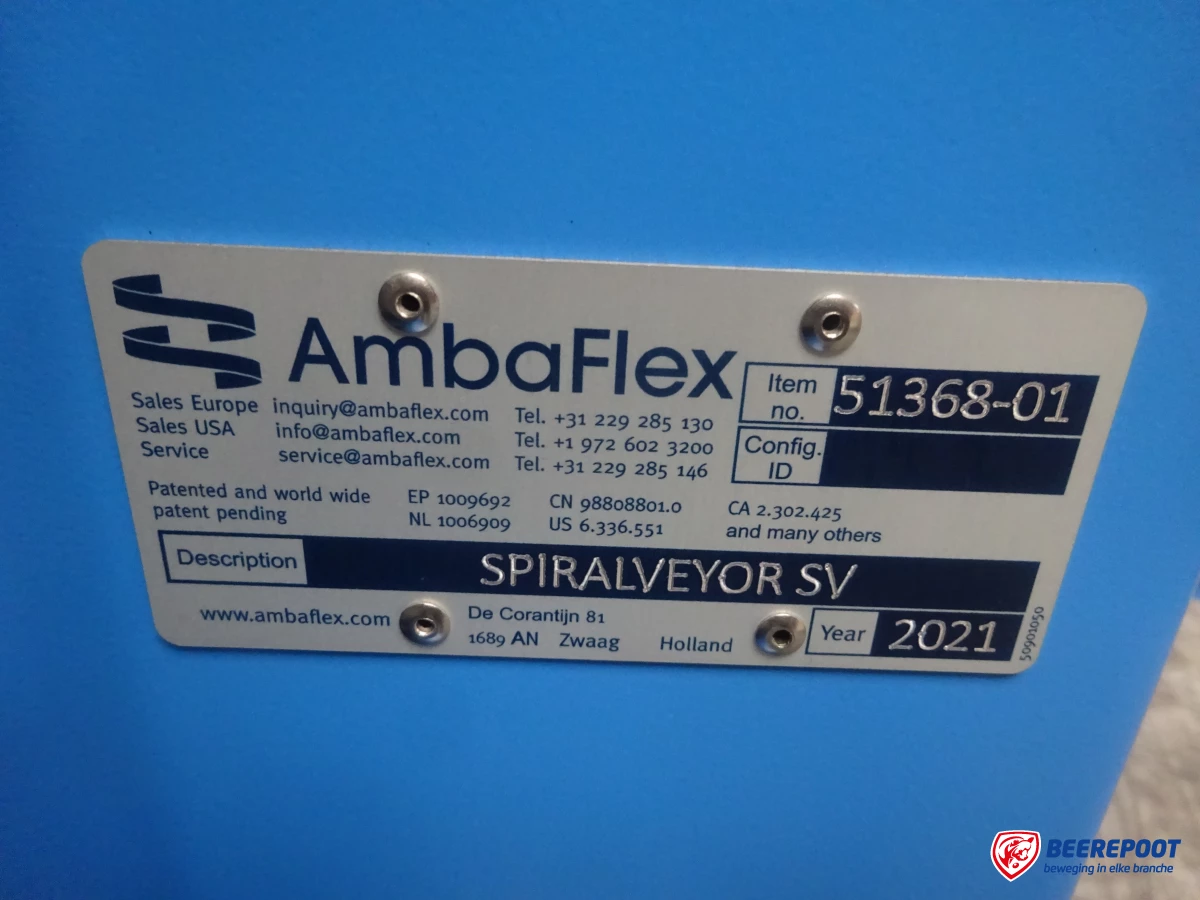 AmbaFlex
Item no. 51368-01
Config. ID
Sales Europe inquiry@ambaflex.com Tel. +31 229 285 130
Sales USA info@ambaflex.com Tel. +1 972 602 3200
Service service@ambaflex.com Tel. +31 229 285 146
Patented and world wide EP 1009692 CN 98808801.0 CA 2.302.425
patent pending NL 1006909 US 6.336.551 and many others
Description SPIRALVEYOR SV
www.ambaflex.com De Corantijn 81
1689 AN Zwaag Holland
Year 2021
50901050
BEEREPOOT
beweging in elke branche